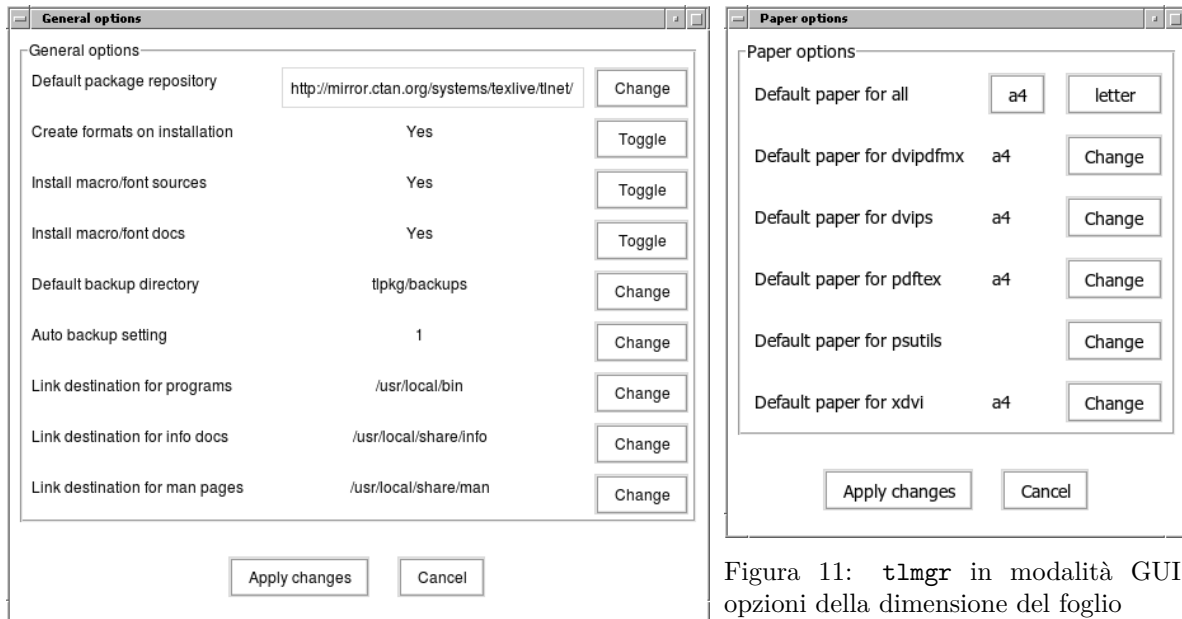 General options
General options
Default package repository http://mirror.ctan.org/systems/texlive/tlnet/ Change
Create formats on installation Yes Toggle
Install macro/font sources Yes Toggle
Install macro/font docs Yes Toggle
Default backup directory tlpkg/backups Change
Auto backup setting 1 Change
Link destination for programs /usr/local/bin Change
Link destination for info docs /usr/local/share/info Change
Link destination for man pages /usr/local/share/man Change
Apply changes Cancel
Paper options
Paper options
Default paper for all a4 letter
Default paper for dvipdfmx a4 Change
Default paper for dvips a4 Change
Default paper for pdftex a4 Change
Default paper for psutils Change
Default paper for xdvi a4 Change
Apply changes Cancel
Figura 11: tlmgr in modalità GUI
opzioni della dimensione del foglio